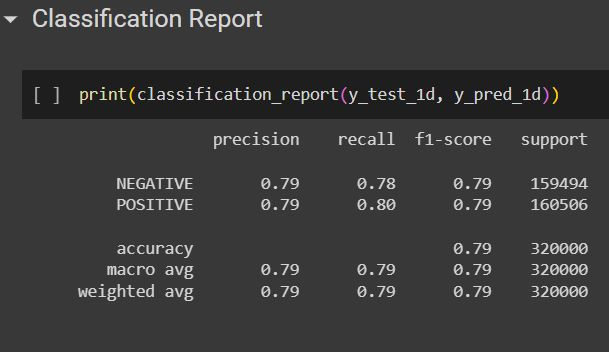 Classification Report
[ ] print(classification_report(y_test_1d, y_pred_1d))
precision recall f1-score support
NEGATIVE 0.79 0.78 0.79 159494
POSITIVE 0.79 0.80 0.79 160506
accuracy 0.79 320000
macro avg 0.79 0.79 0.79 320000
weighted avg 0.79 0.79 0.79 320000